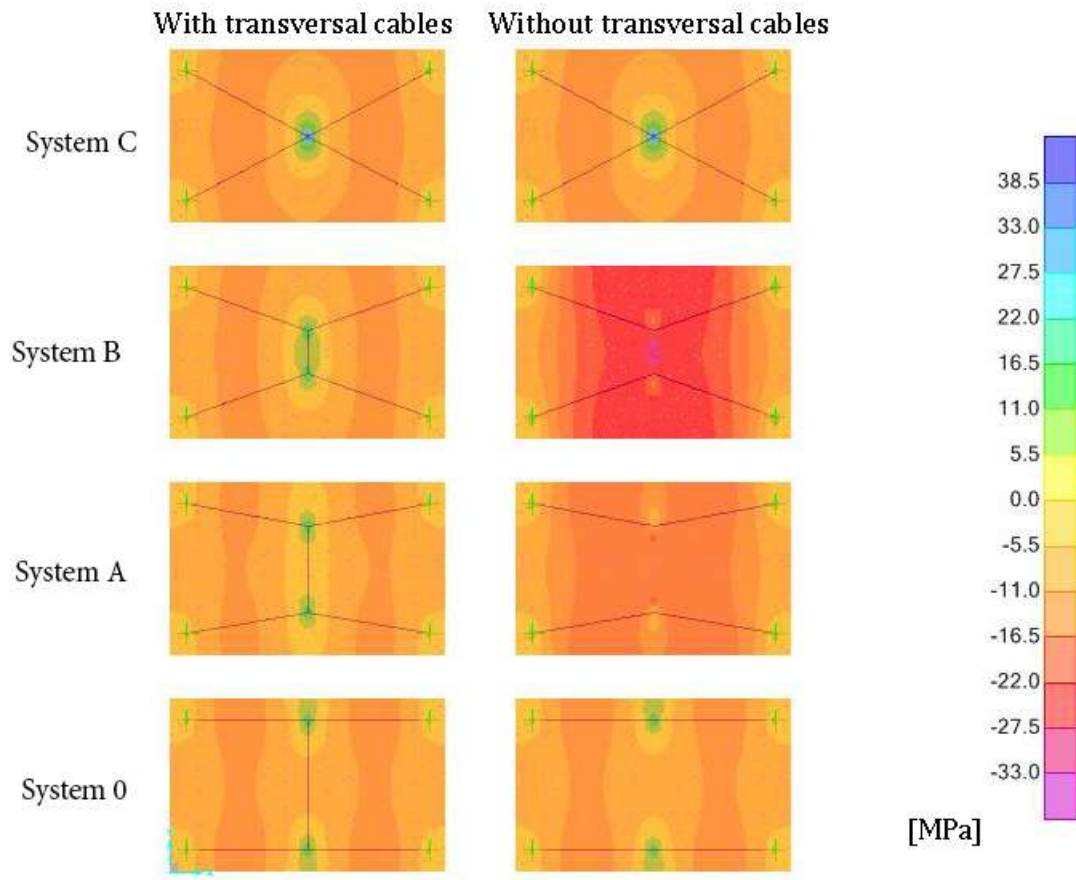 With transversal cables
Without transversal cables
System C
System B
System A
System 0
38.5
33.0
27.5
22.0
16.5
11.0
5.5
0.0
-5.5
-11.0
-16.5
-22.0
-27.5
-33.0
[MPa]